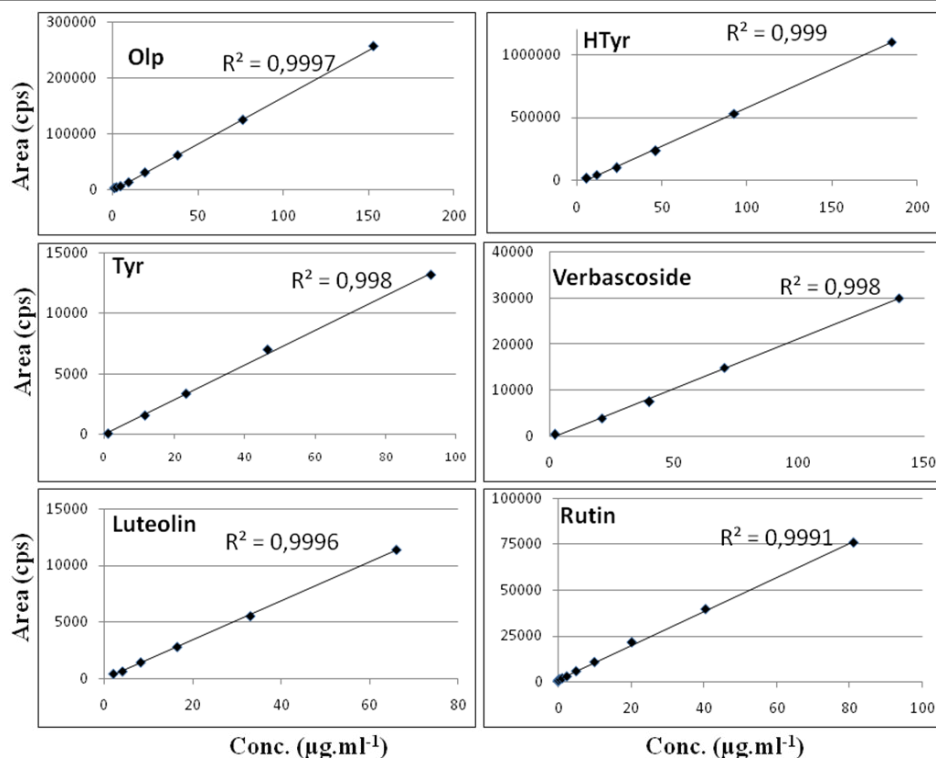 Olp
R² = 0,9997
300000
200000
100000
0
0 50 100 150 200
Area (cps)
HTyr
R² = 0,999
1000000
500000
0
0 50 100 150 200
Tyr
R² = 0,998
15000
10000
5000
0
0 20 40 60 80 100
Area (cps)
Verbascoside
R² = 0,998
40000
30000
20000
10000
0
0 50 100 150
Luteolin
R² = 0,9996
15000
10000
5000
0
0 20 40 60 80
Area (cps)
Conc. (µg.ml⁻¹)
Rutin
R² = 0,9991
100000
75000
50000
25000
0
0 20 40 60 80 100
Conc. (µg.ml⁻¹)